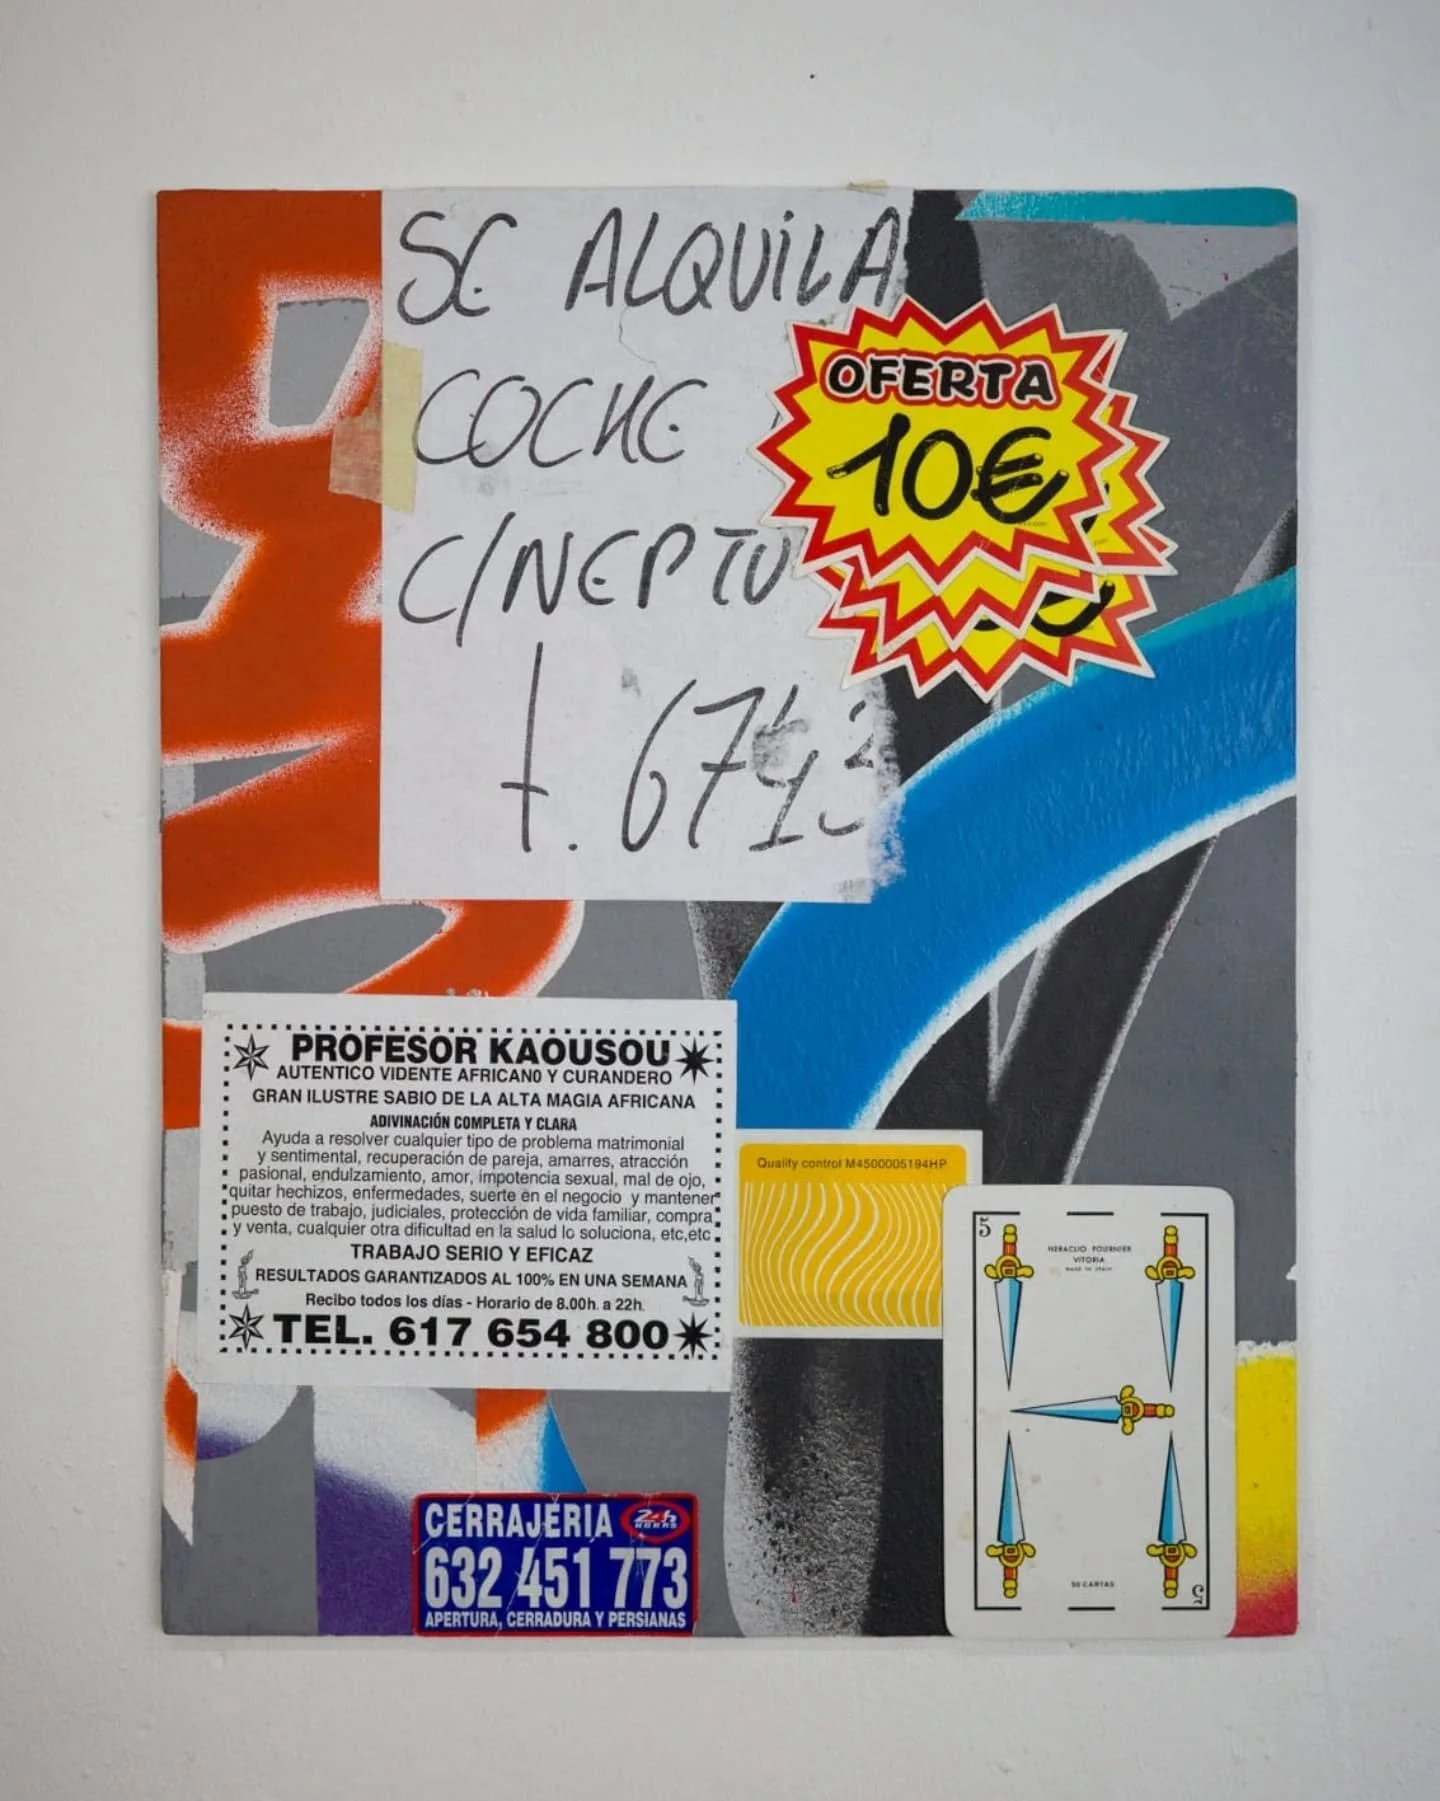 SE ALQUILA
COCHE
C/NEPTU
t. 674
OFERTA
10€
PROFESOR KAOUSOU
AUTENTICO VIDENTE AFRICANO Y CURANDERO
GRAN ILUSTRE SABIO DE LA ALTA MAGIA AFRICANA
ADIVINACIÓN COMPLETA Y CLARA
Ayuda a resolver cualquier tipo de problema matrimonial
y sentimental, recuperación de pareja, amarres, atracción
pasional, endulzamiento, amor, impotencia sexual, mal de ojo,
quitar hechizos, enfermedades, suerte en el negocio y mantener
puesto de trabajo, judiciales, protección de vida familiar, compra
y venta, cualquier otra dificultad en la salud lo soluciona, etc,etc
TRABAJO SERIO Y EFICAZ
RESULTADOS GARANTIZADOS AL 100% EN UNA SEMANA
Recibo todos los días - Horario de 8.00h. a 22h.
TEL. 617 654 800
Quality control M4500005194HP
5
HERACLIO FOURNIER
VITORIA
MADE IN SPAIN
50 CARTAS
5
CERRAJERIA 24h HORAS
632 451 773
APERTURA, CERRADURA Y PERSIANAS